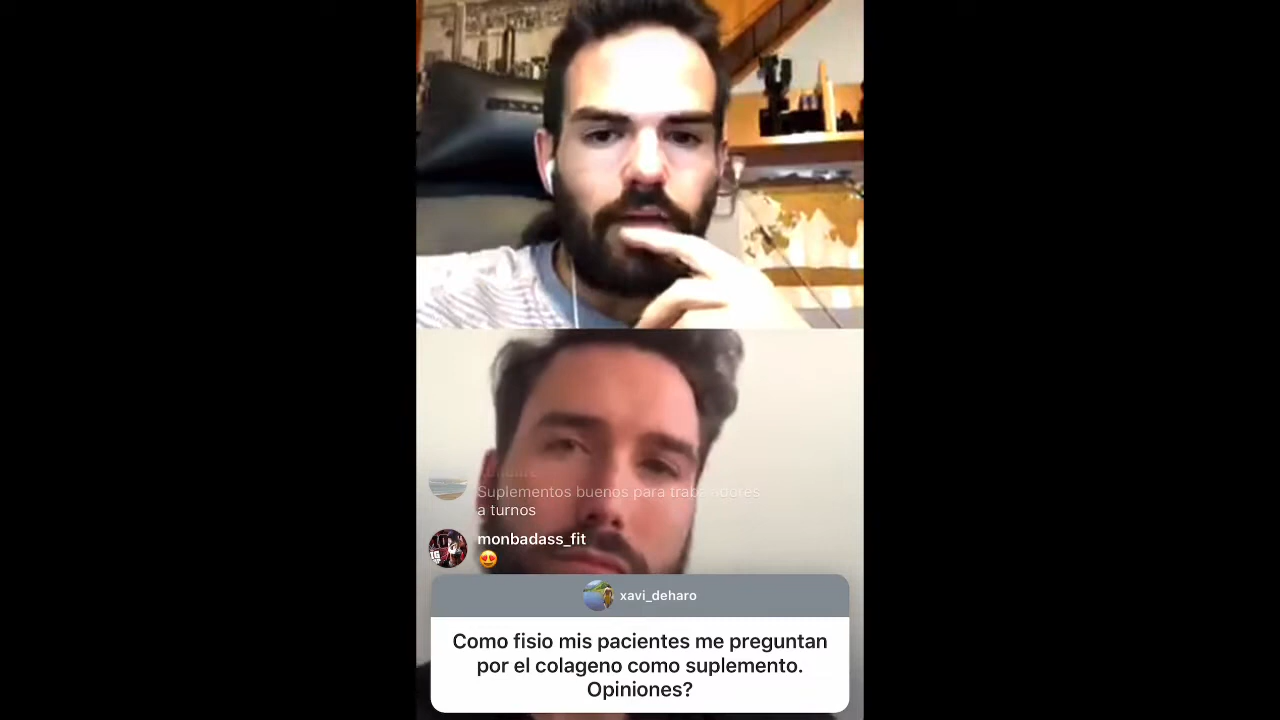 Suplementos buenos para trabajadores
a turnos
monbadass_fit
xavi_deharo
Como fisio mis pacientes me preguntan
por el colageno como suplemento.
Opiniones?